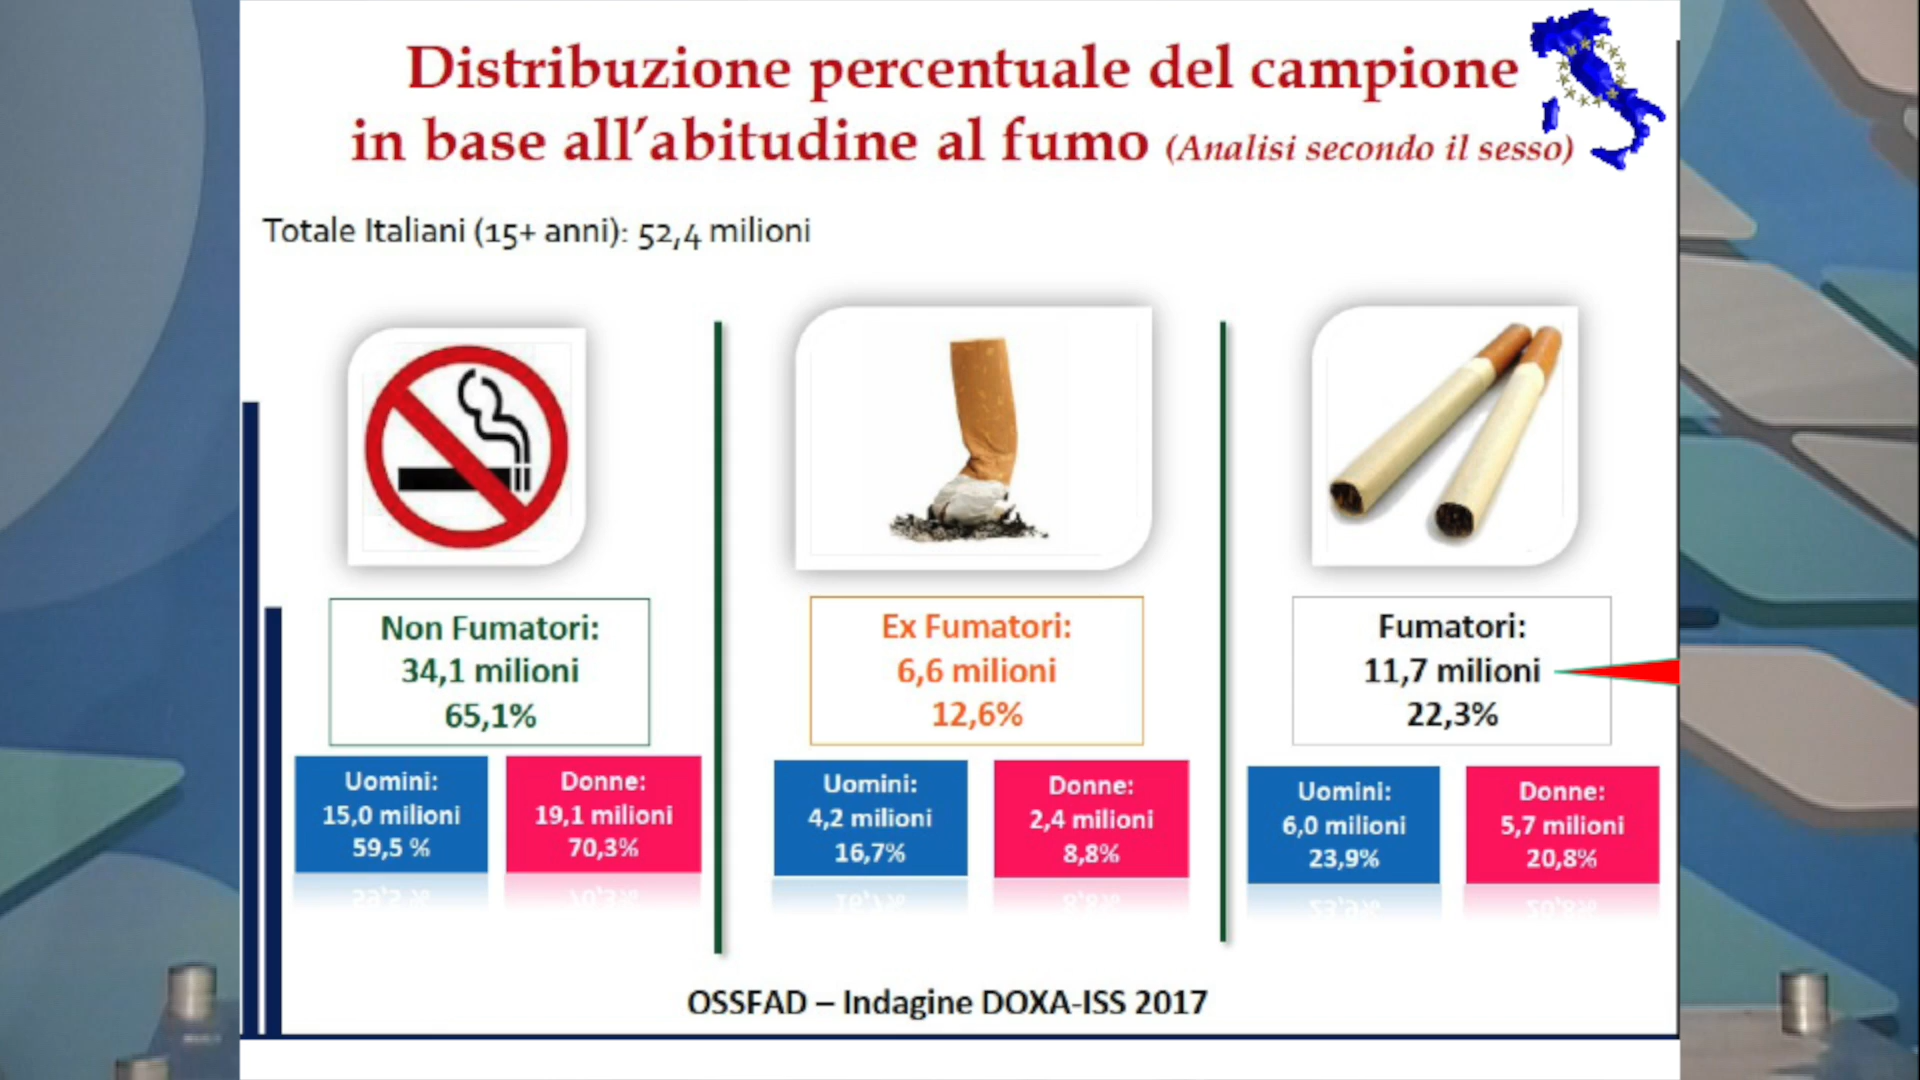 Distribuzione percentuale del campione
in base all’abitudine al fumo (Analisi secondo il sesso)
Totale Italiani (15+ anni): 52,4 milioni
Non Fumatori:
34,1 milioni
65,1%
Uomini:
15,0 milioni
59,5 %
Donne:
19,1 milioni
70,3%
Ex Fumatori:
6,6 milioni
12,6%
Uomini:
4,2 milioni
16,7%
Donne:
2,4 milioni
8,8%
Fumatori:
11,7 milioni
22,3%
Uomini:
6,0 milioni
23,9%
Donne:
5,7 milioni
20,8%
OSSFAD – Indagine DOXA-ISS 2017